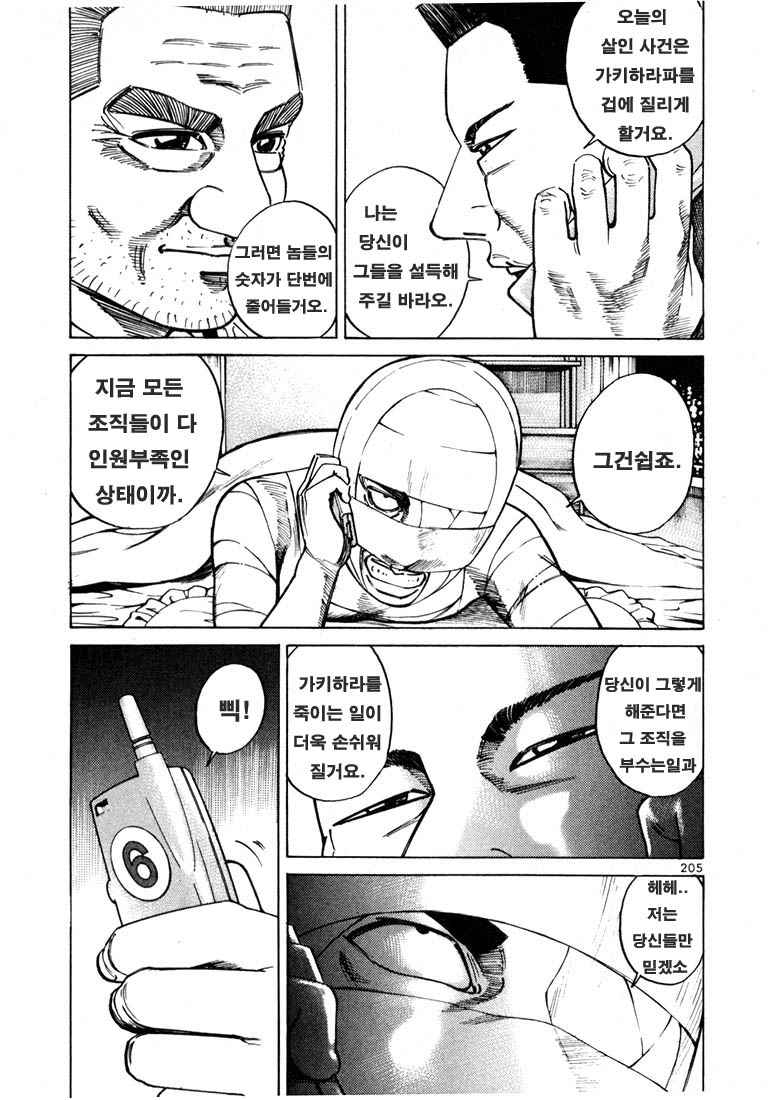 오늘의
살인 사건은
가키하라파를
겁에 질리게
할거요.
나는
당신이
그들을 설득해
주길 바라오.
그러면 놈들의
숫자가 단번에
줄어들거오.
그건쉽죠.
지금 모든
조직들이 다
인원부족인
상태이까.
당신이 그렇게
해준다면
그 조직을
부수는일과
가키하라를
죽이는 일이
더욱 손쉬워
질거요.
삑!
6
205
헤헤..
저는
당신들만
믿겠소